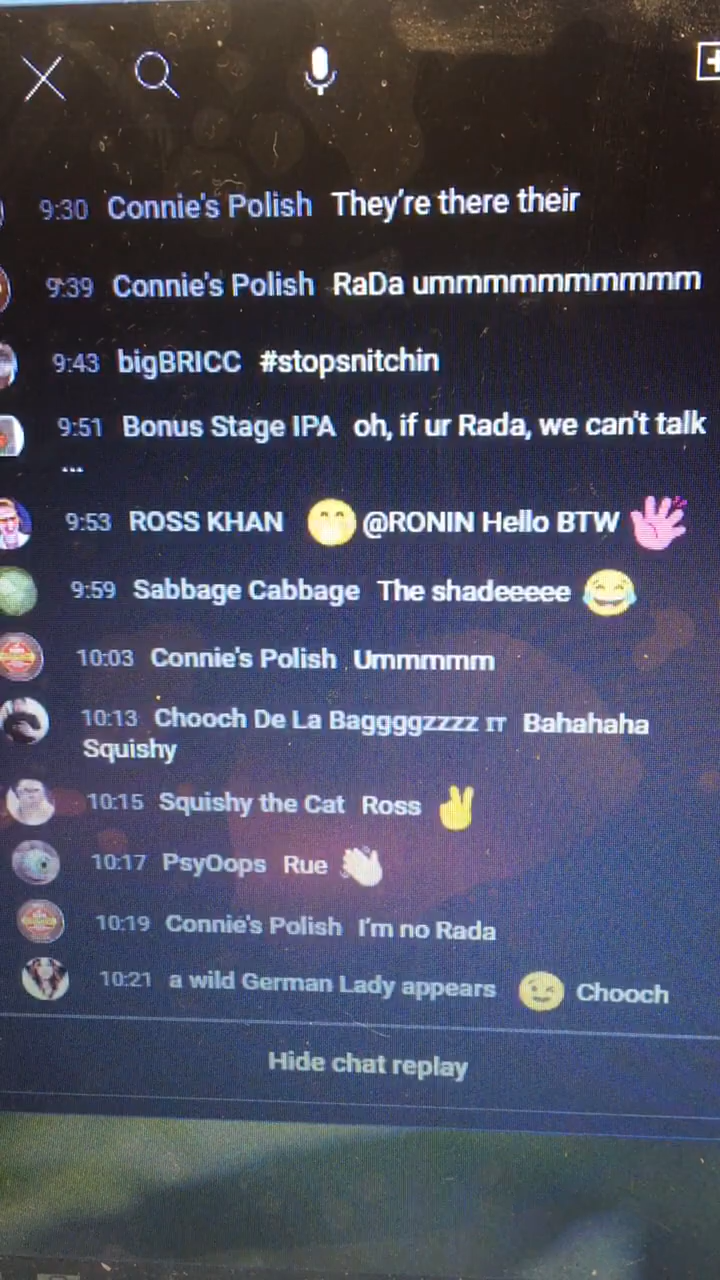 9:30 Connie's Polish They're there their
9:39 Connie's Polish RaDa ummmmmmmmmm
9:43 bigBRICC #stopsnitchin
9:51 Bonus Stage IPA oh, if ur Rada, we can't talk
...
9:53 ROSS KHAN 🤭 @RONIN Hello BTW 👋
9:59 Sabbage Cabbage The shadeeeee 😂
10:03 Connie's Polish Ummmmm
10:13 Chooch De La Baggggzzzz IT Bahahaha
Squishy
10:15 Squishy the Cat Ross ✌
10:17 PsyOops Rue 👋
10:19 Connie's Polish I'm no Rada
10:21 a wild German Lady appears 😉 Chooch
Hide chat replay